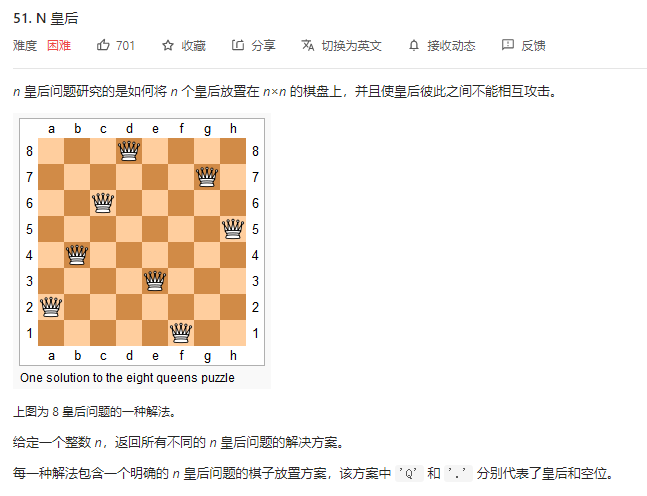 51. N 皇后
难度 困难 701 收藏 分享 切换为英文 接收动态 反馈
n 皇后问题研究的是如何将 n 个皇后放置在 n×n 的棋盘上，并且使皇后彼此之间不能相互攻击。
a b c d e f g h
8 8
7 7
6 6
5 5
4 4
3 3
2 2
1 1
a b c d e f g h
One solution to the eight queens puzzle
上图为 8 皇后问题的一种解法。
给定一个整数 n，返回所有不同的 n 皇后问题的解决方案。
每一种解法包含一个明确的 n 皇后问题的棋子放置方案，该方案中 'Q' 和 '.' 分别代表了皇后和空位。